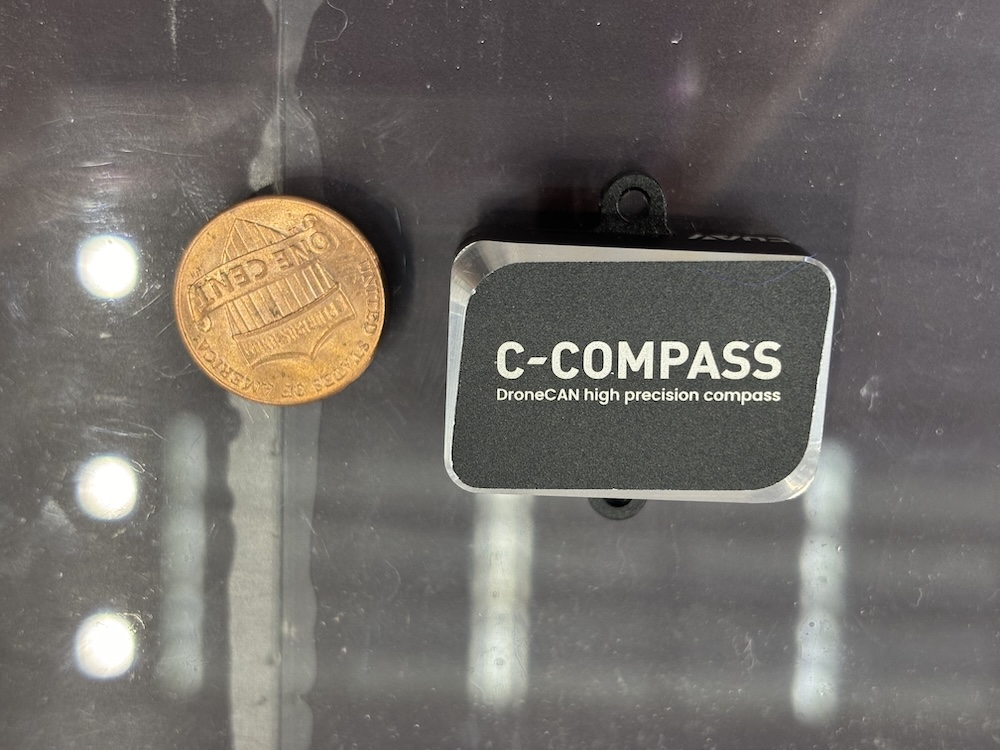 UNITED STATES OF AMERICA
ONE CENT
C-COMPASS
DroneCAN high precision compass